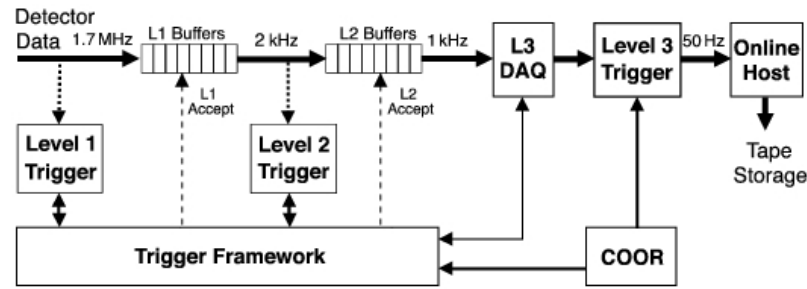 Detector
Data
1.7 MHz
L1 Buffers
2 kHz
L2 Buffers
1 kHz
L3
DAQ
Level 3
Trigger
50 Hz
Online
Host
L1
Accept
L2
Accept
Level 1
Trigger
Level 2
Trigger
Tape
Storage
Trigger Framework
COOR